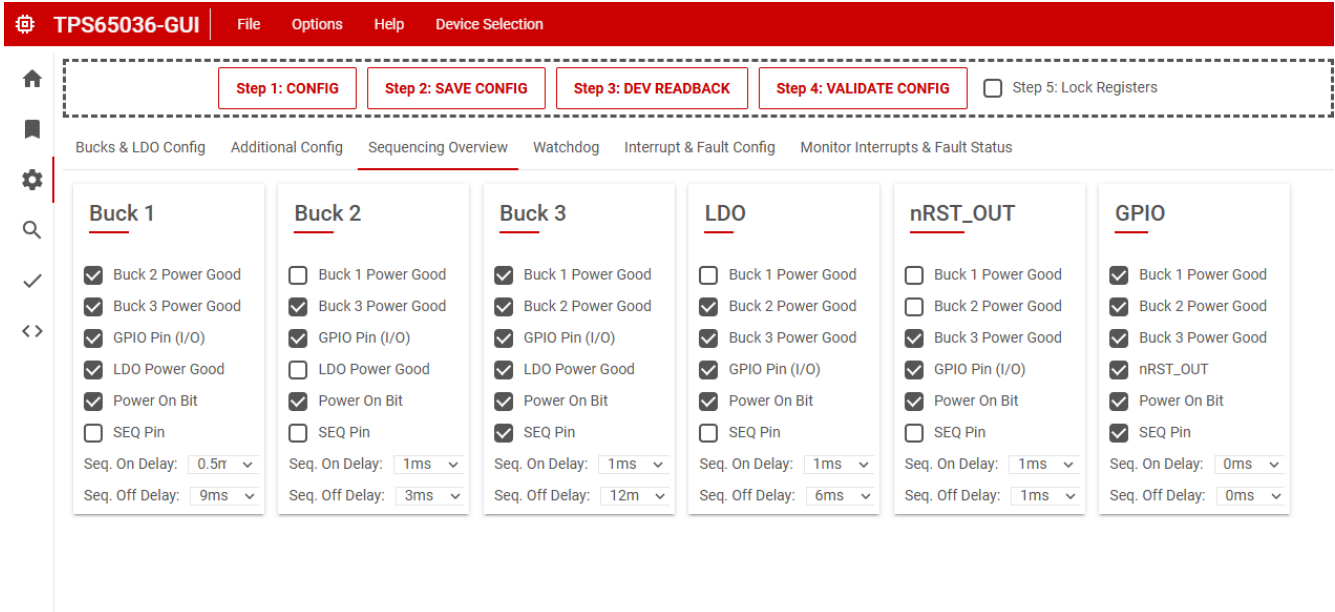 TPS65036-GUI File Options Help Device Selection
Step 1: CONFIG Step 2: SAVE CONFIG Step 3: DEV READBACK Step 4: VALIDATE CONFIG Step 5: Lock Registers
Bucks & LDO Config Additional Config Sequencing Overview Watchdog Interrupt & Fault Config Monitor Interrupts & Fault Status
Buck 1
Buck 2 Power Good
Buck 3 Power Good
GPIO Pin (I/O)
LDO Power Good
Power On Bit
SEQ Pin
Seq. On Delay: 0.5m
Seq. Off Delay: 9ms
Buck 2
Buck 1 Power Good
Buck 3 Power Good
GPIO Pin (I/O)
LDO Power Good
Power On Bit
SEQ Pin
Seq. On Delay: 1ms
Seq. Off Delay: 3ms
Buck 3
Buck 1 Power Good
Buck 2 Power Good
GPIO Pin (I/O)
LDO Power Good
Power On Bit
SEQ Pin
Seq. On Delay: 1ms
Seq. Off Delay: 12m
LDO
Buck 1 Power Good
Buck 2 Power Good
Buck 3 Power Good
GPIO Pin (I/O)
Power On Bit
SEQ Pin
Seq. On Delay: 1ms
Seq. Off Delay: 6ms
nRST_OUT
Buck 1 Power Good
Buck 2 Power Good
Buck 3 Power Good
GPIO Pin (I/O)
Power On Bit
SEQ Pin
Seq. On Delay: 1ms
Seq. Off Delay: 1ms
GPIO
Buck 1 Power Good
Buck 2 Power Good
Buck 3 Power Good
nRST_OUT
Power On Bit
SEQ Pin
Seq. On Delay: 0ms
Seq. Off Delay: 0ms